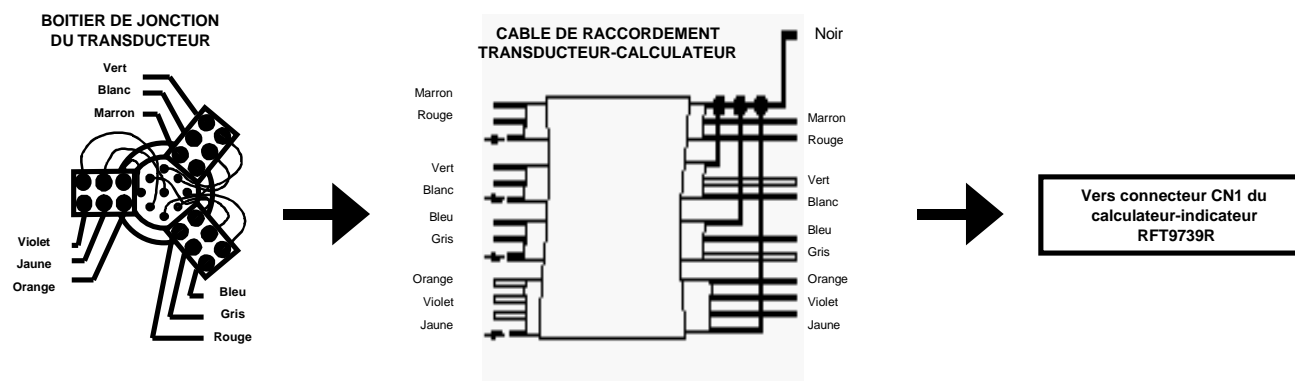 BOITIER DE JONCTION
DU TRANSDUCTEUR
Vert
Blanc
Marron
Violet
Jaune
Orange
Bleu
Gris
Rouge
CABLE DE RACCORDEMENT
TRANSDUCTEUR-CALCULATEUR
Noir
Marron
Rouge
Vert
Blanc
Bleu
Gris
Orange
Violet
Jaune
Marron
Rouge
Vert
Blanc
Bleu
Gris
Orange
Violet
Jaune
Vers connecteur CN1 du
calculateur-indicateur
RFT9739R